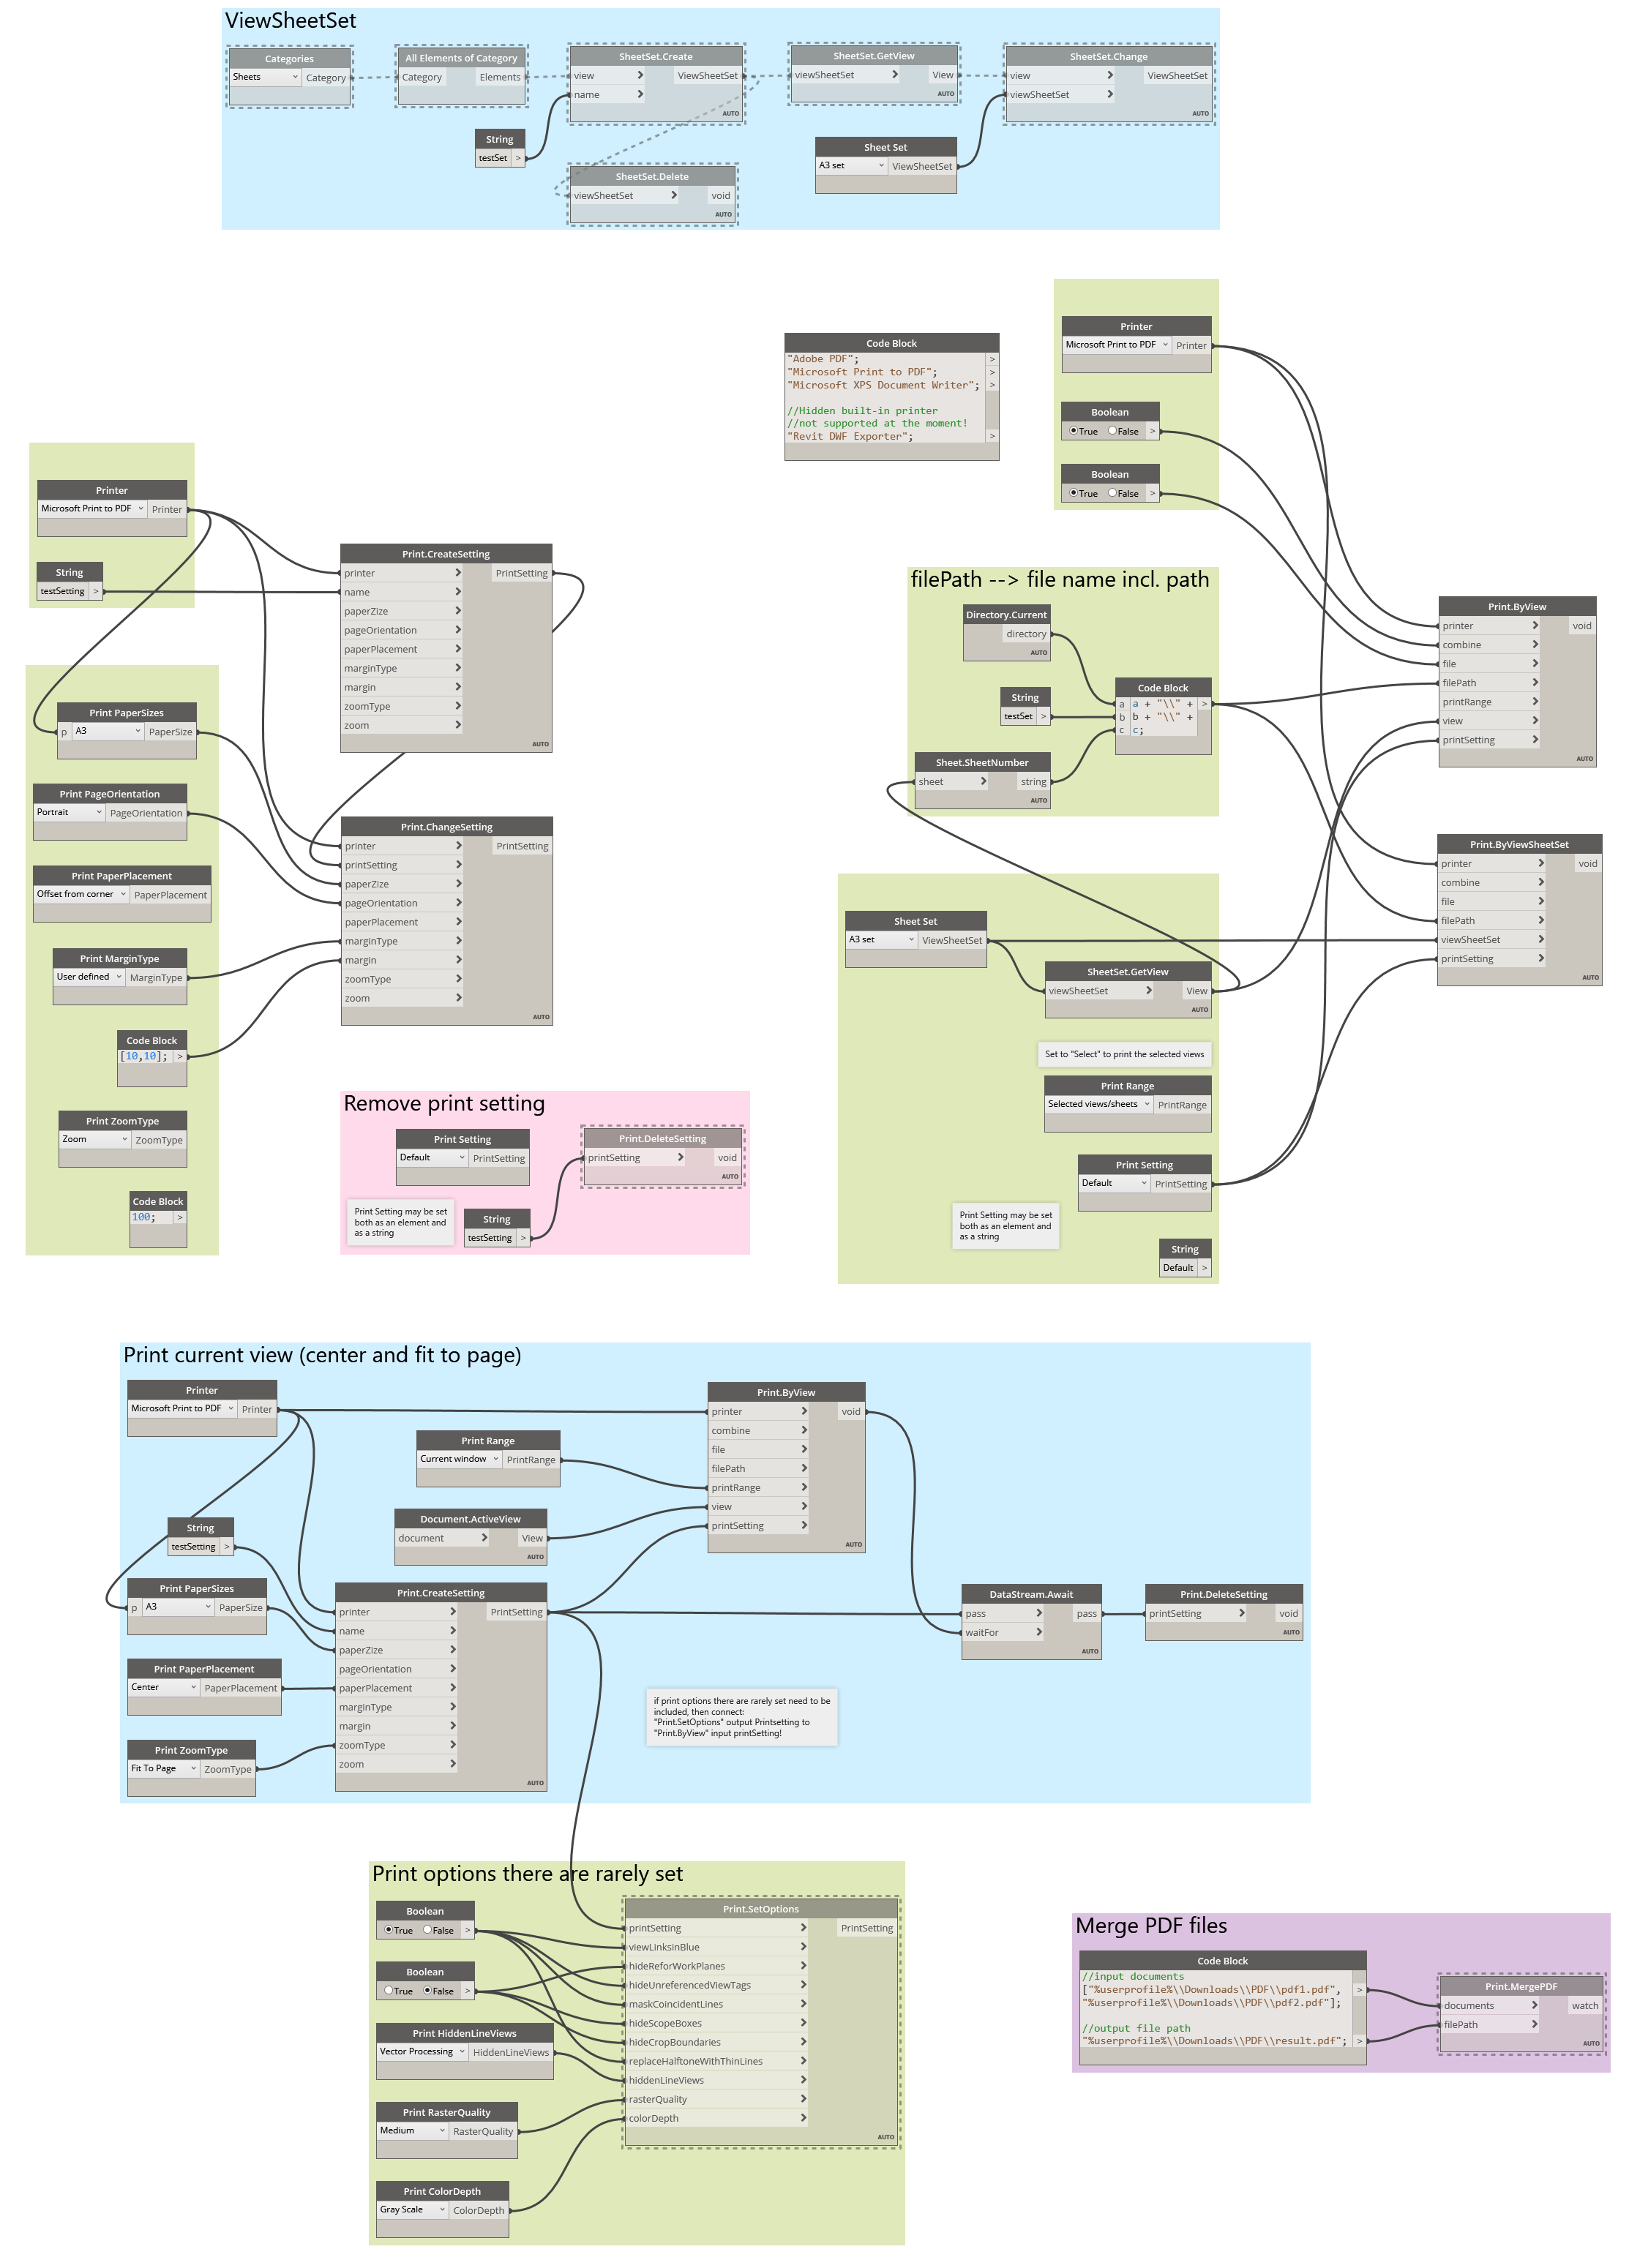 ViewSheetSet
Categories
Sheets
Category
All Elements of Category
Category
Elements
SheetSet.Create
view
>
ViewSheetSet
name
>
AUTO
SheetSet.GetView
viewSheetSet
>
View
AUTO
SheetSet.Change
view
>
ViewSheetSet
viewSheetSet
>
AUTO
String
testSet
>
Sheet Set
A3 set
ViewSheetSet
SheetSet.Delete
viewSheetSet
>
void
AUTO
Printer
Microsoft Print to PDF
Printer
Boolean
True
False
>
Boolean
True
False
>
Code Block
"Adobe PDF";
>
"Microsoft Print to PDF";
>
"Microsoft XPS Document Writer";
>
//Hidden built-in printer
//not supported at the moment!
"Revit DWF Exporter";
>
Printer
Microsoft Print to PDF
Printer
String
testSetting
>
Print.CreateSetting
printer
>
PrintSetting
name
>
paperZize
>
pageOrientation
>
paperPlacement
>
marginType
>
margin
>
zoomType
>
zoom
>
AUTO
filePath --> file name incl. path
Directory.Current
directory
AUTO
String
testSet
>
Code Block
a
a + "\\" +
>
b
b + "\\" +
c
c;
Sheet.SheetNumber
sheet
>
string
AUTO
Print.ByView
printer
>
void
combine
>
file
>
filePath
>
printRange
>
view
>
printSetting
>
AUTO
Print PaperSizes
p
A3
PaperSize
Print PageOrientation
Portrait
PageOrientation
Print PaperPlacement
Offset from corner
PaperPlacement
Print MarginType
User defined
MarginType
Code Block
[10,10];
>
Print ZoomType
Zoom
ZoomType
Code Block
100;
>
Print.ChangeSetting
printer
>
PrintSetting
printSetting
>
paperZize
>
pageOrientation
>
paperPlacement
>
marginType
>
margin
>
zoomType
>
zoom
>
AUTO
Print.ByViewSheetSet
printer
>
void
combine
>
file
>
filePath
>
viewSheetSet
>
printSetting
>
AUTO
Sheet Set
A3 set
ViewSheetSet
SheetSet.GetView
viewSheetSet
>
View
AUTO
Set to "Select" to print the selected views
Print Range
Selected views/sheets
PrintRange
Print Setting
Default
PrintSetting
Print Setting may be set
both as an element and
as a string
String
Default
>
Remove print setting
Print Setting
Default
PrintSetting
Print.DeleteSetting
printSetting
>
void
AUTO
Print Setting may be set
both as an element and
as a string
String
testSetting
>
Print current view (center and fit to page)
Printer
Microsoft Print to PDF
Printer
Print Range
Current window
PrintRange
Document.ActiveView
document
>
View
AUTO
Print.ByView
printer
>
void
combine
>
file
>
filePath
>
printRange
>
view
>
printSetting
>
AUTO
String
testSetting
>
Print PaperSizes
p
A3
PaperSize
Print PaperPlacement
Center
PaperPlacement
Print ZoomType
Fit To Page
ZoomType
Print.CreateSetting
printer
>
PrintSetting
name
>
paperZize
>
pageOrientation
>
paperPlacement
>
marginType
>
margin
>
zoomType
>
zoom
>
AUTO
DataStream.Await
pass
>
pass
waitFor
>
AUTO
Print.DeleteSetting
printSetting
>
void
AUTO
if print options there are rarely set need to be
included, then connect:
"Print.SetOptions" output Printsetting to
"Print.ByView" input printSetting!
Print options there are rarely set
Boolean
True
False
>
Boolean
True
False
>
Print HiddenLineViews
Vector Processing
HiddenLineViews
Print RasterQuality
Medium
RasterQuality
Print ColorDepth
Gray Scale
ColorDepth
Print.SetOptions
printSetting
>
PrintSetting
viewLinksinBlue
>
hideReforWorkPlanes
>
hideUnreferencedViewTags
>
maskCoincidentLines
>
hideScopeBoxes
>
hideCropBoundaries
>
replaceHalftoneWithThinLines
>
hiddenLineViews
>
rasterQuality
>
colorDepth
>
AUTO
Merge PDF files
Code Block
//input documents
["%userprofile%\\Downloads\\PDF\\pdf1.pdf",
>
"%userprofile%\\Downloads\\PDF\\pdf2.pdf"];
//output file path
"%userprofile%\\Downloads\\PDF\\result.pdf";
>
Print.MergePDF
documents
>
watch
filePath
>
AUTO